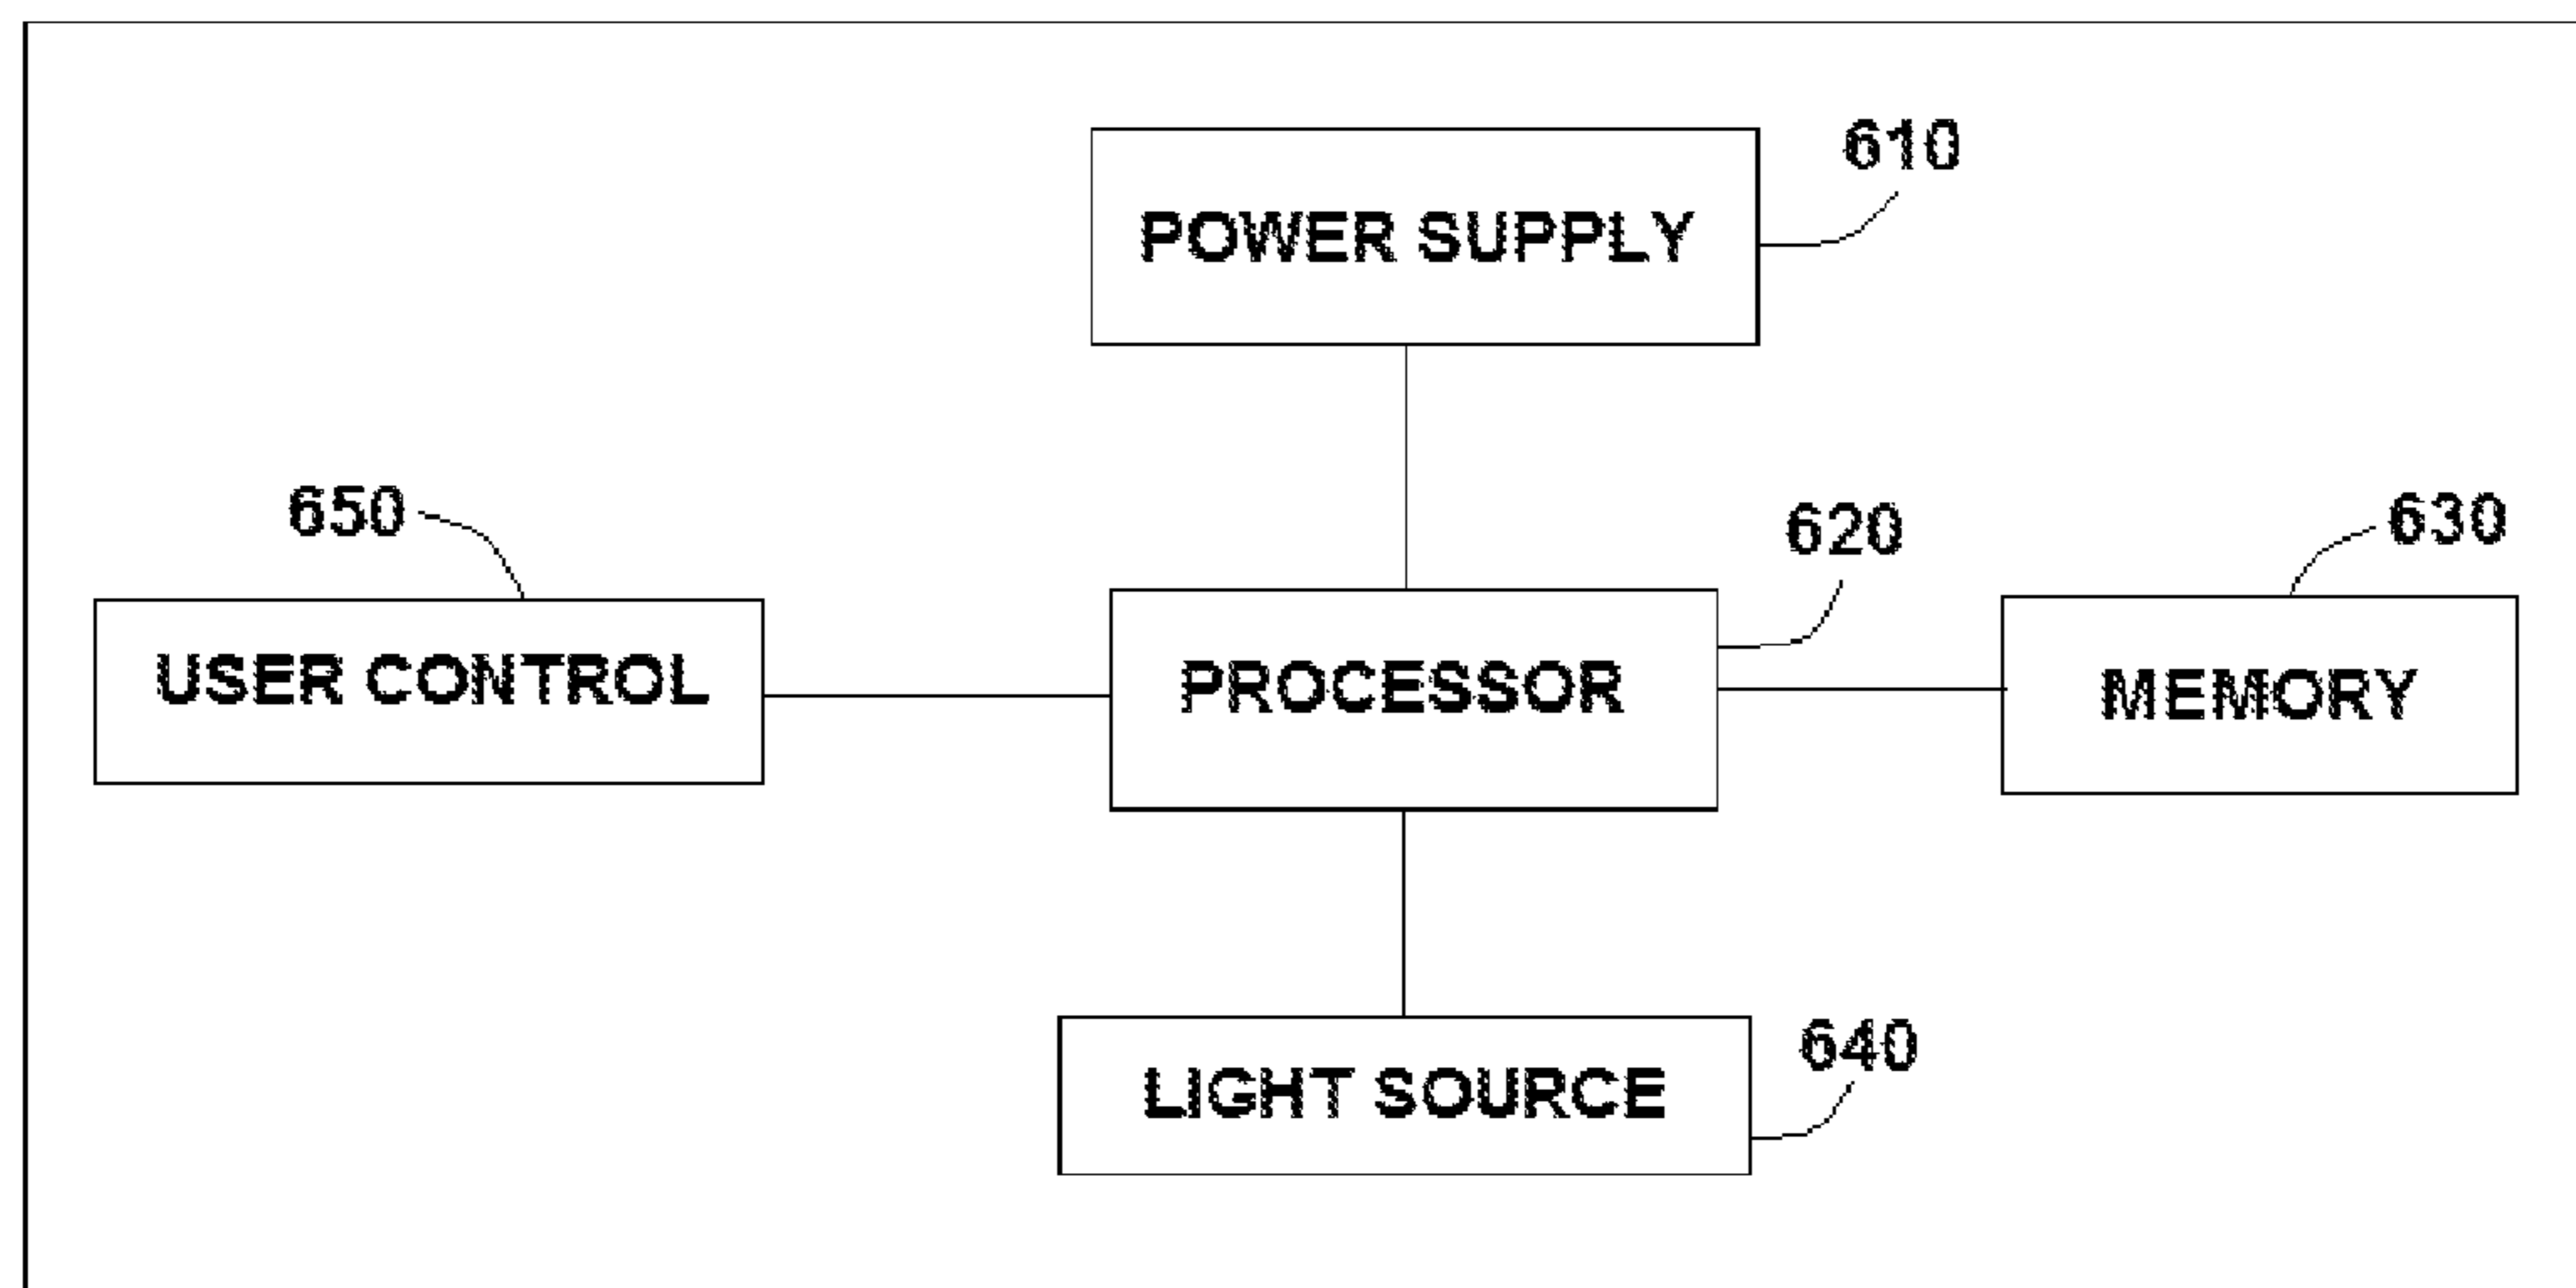 610
POWER SUPPLY
650
620
630
USER CONTROL
PROCESSOR
MEMORY
640
LIGHT SOURCE